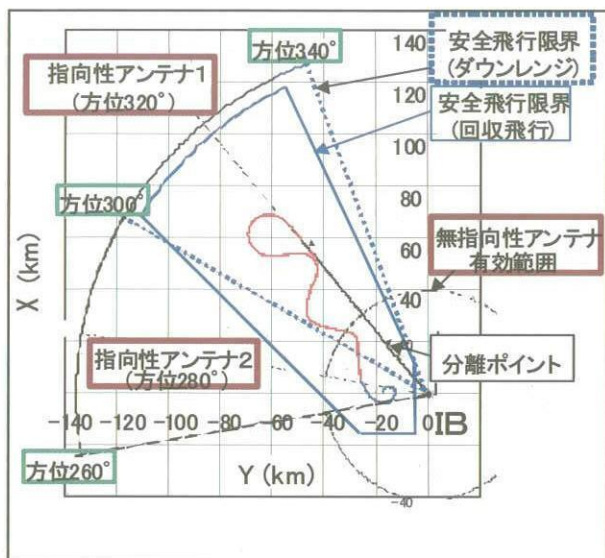 方位340°
140
安全飛行限界
(ダウンレンジ)
指向性アンテナ1
(方位320°)
120
安全飛行限界
(回収飛行)
100
80
方位300°
60
無指向性アンテナ
有効範囲
X (km)
40
指向性アンテナ2
(方位280°)
分離ポイント
-140 -120 -100 -80 -60 -40 -20 0 IB
方位260°
Y (km)
-40